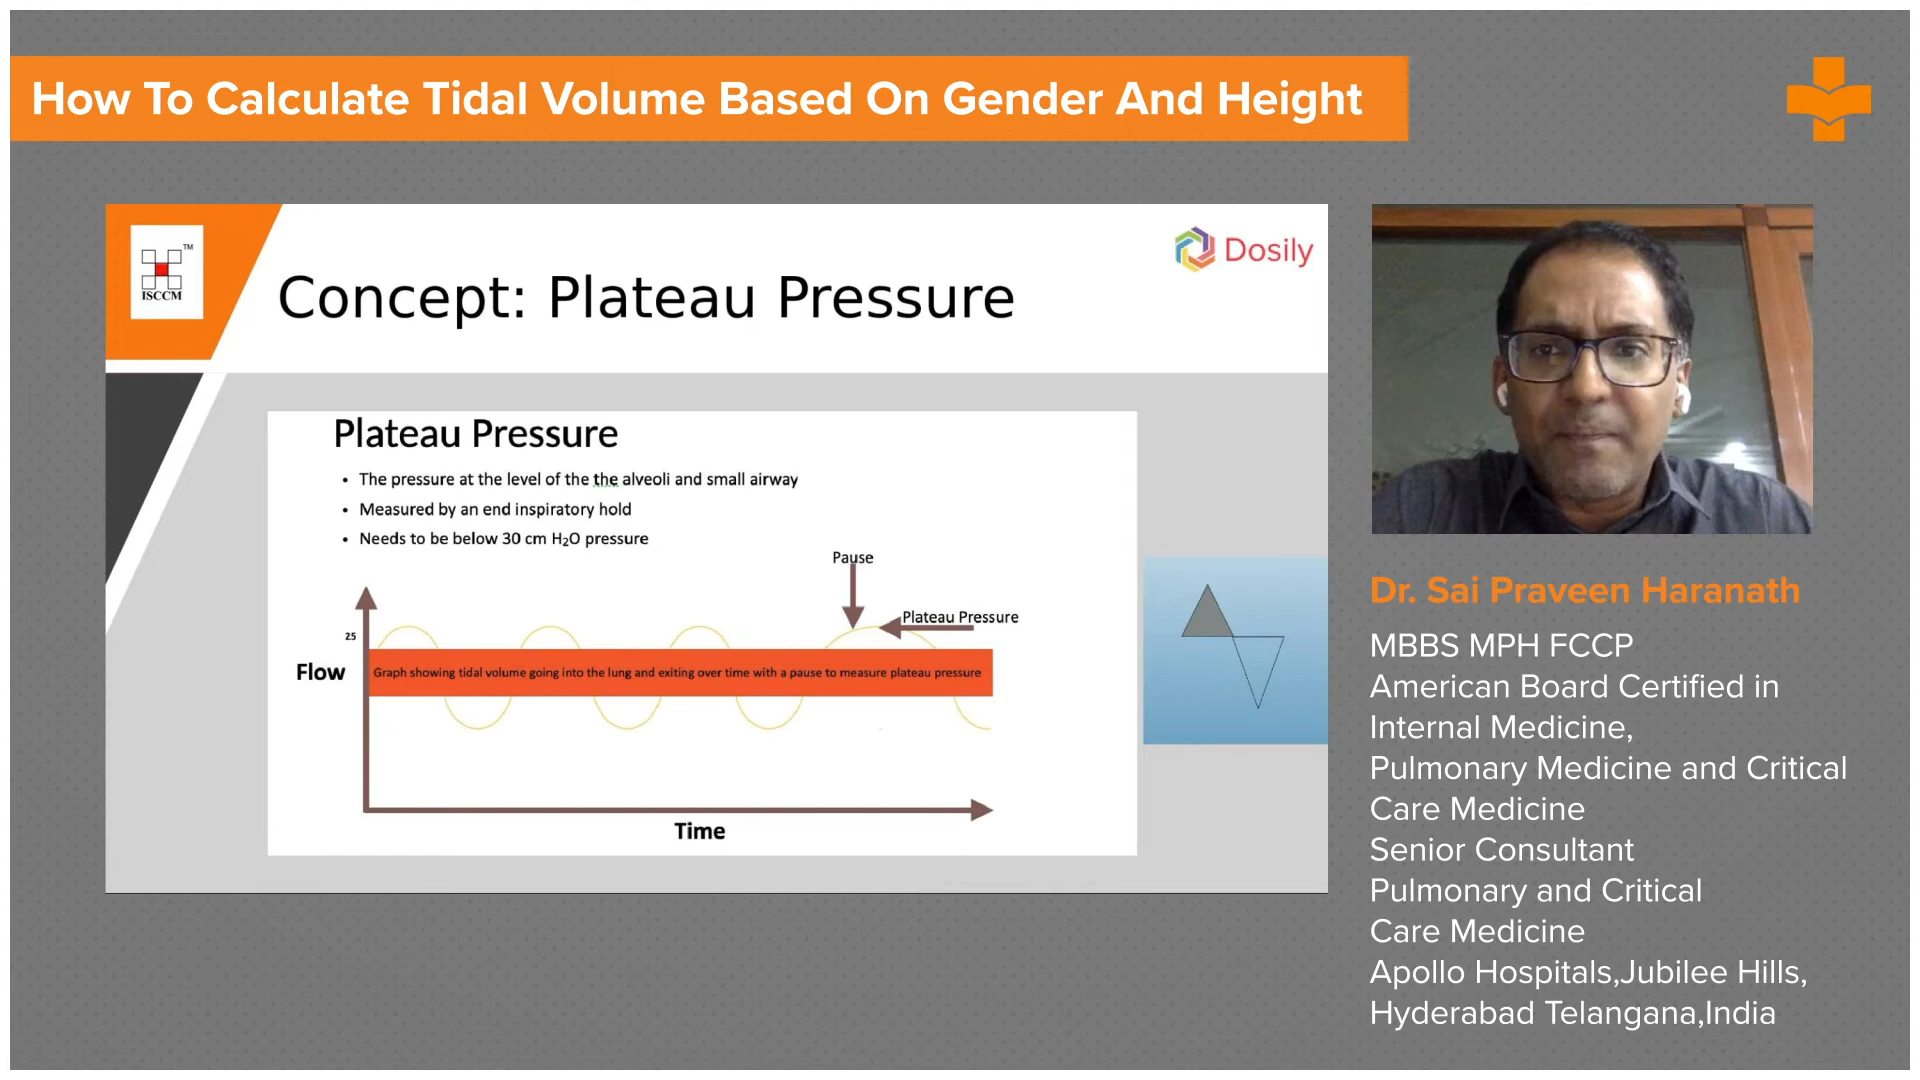 How To Calculate Tidal Volume Based On Gender And Height
TM
ISCCM
Dosily
Concept: Plateau Pressure
Plateau Pressure
• The pressure at the level of the the alveoli and small airway
• Measured by an end inspiratory hold
• Needs to be below 30 cm H₂O pressure
Pause
Plateau Pressure
25
Flow
Graph showing tidal volume going into the lung and exiting over time with a pause to measure plateau pressure
Time
Dr. Sai Praveen Haranath
MBBS MPH FCCP
American Board Certified in
Internal Medicine,
Pulmonary Medicine and Critical
Care Medicine
Senior Consultant
Pulmonary and Critical
Care Medicine
Apollo Hospitals,Jubilee Hills,
Hyderabad Telangana,India